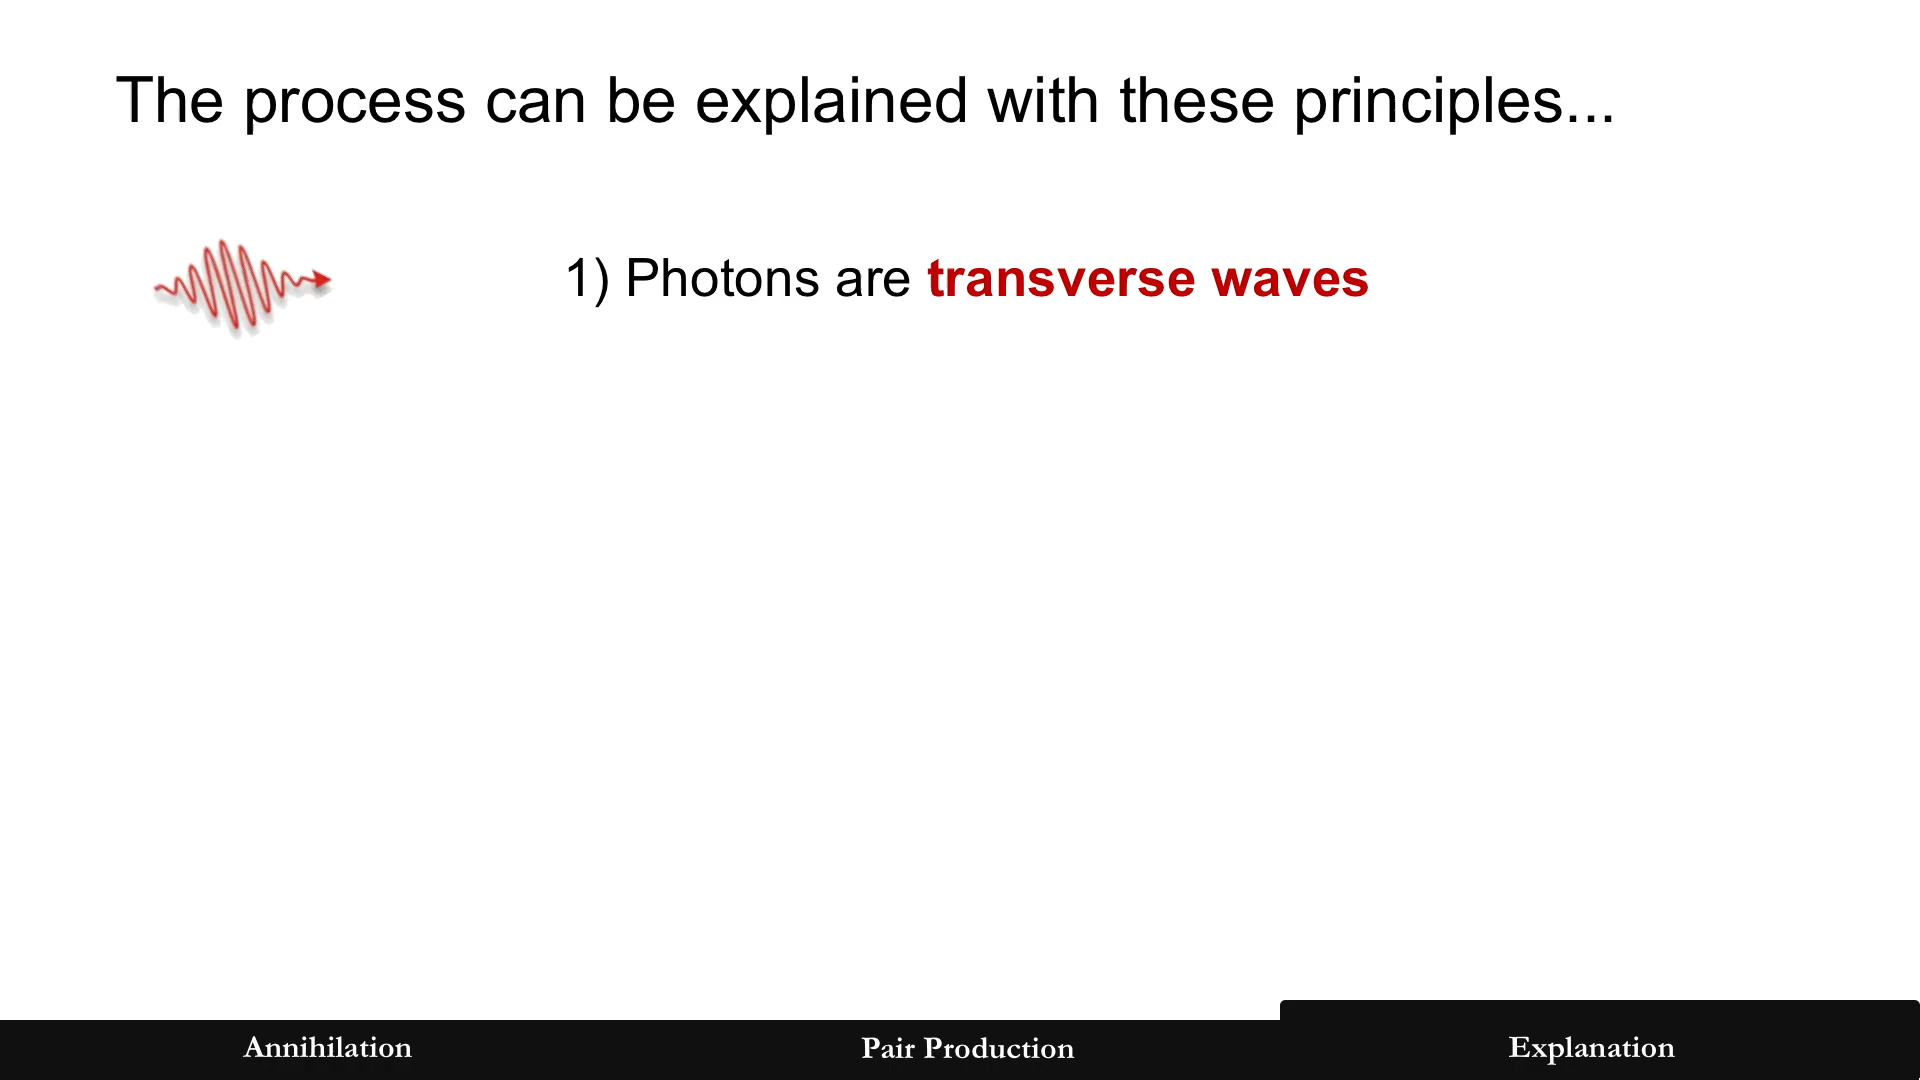 The process can be explained with these principles...
1) Photons are transverse waves
Annihilation
Pair Production
Explanation